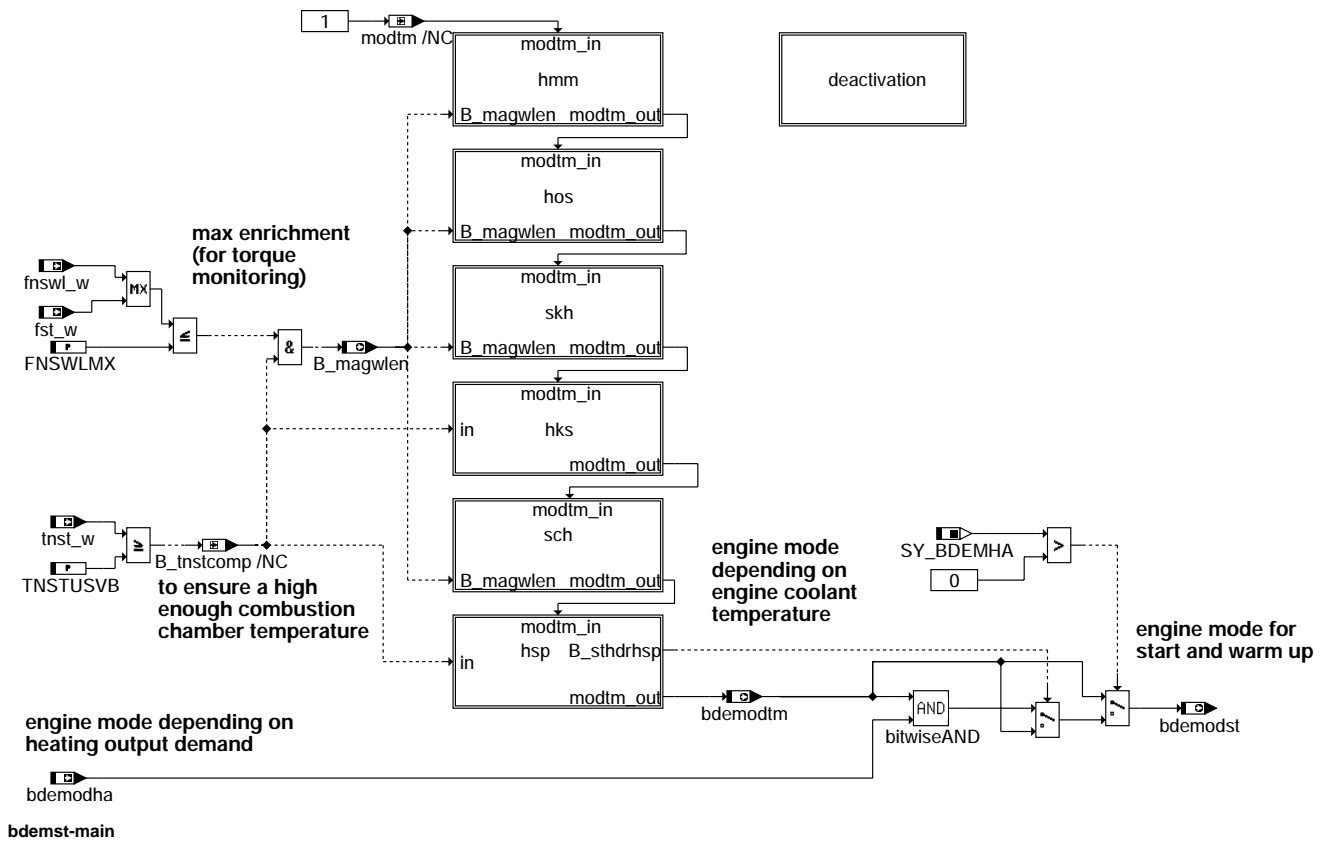 1
modtm /NC
modtm_in
hmm
B_magwlen modtm_out
deactivation
modtm_in
hos
B_magwlen modtm_out
max enrichment
(for torque
monitoring)
fnswl_w
MX
fst_w
FNSWLMX
≤
&
B_magwlen
modtm_in
skh
B_magwlen modtm_out
modtm_in
in
hks
modtm_out
tnst_w
TNSTUSVB
≥
B_tnstcomp /NC
to ensure a high
enough combustion
chamber temperature
modtm_in
sch
B_magwlen modtm_out
engine mode
depending on
engine coolant
temperature
SY_BDEMHA
0
>
engine mode for
start and warm up
modtm_in
hsp B_sthdrhsp
in
modtm_out
bdemodtm
AND
bitwiseAND
bdemodst
engine mode depending on
heating output demand
bdemodha
bdemst-main